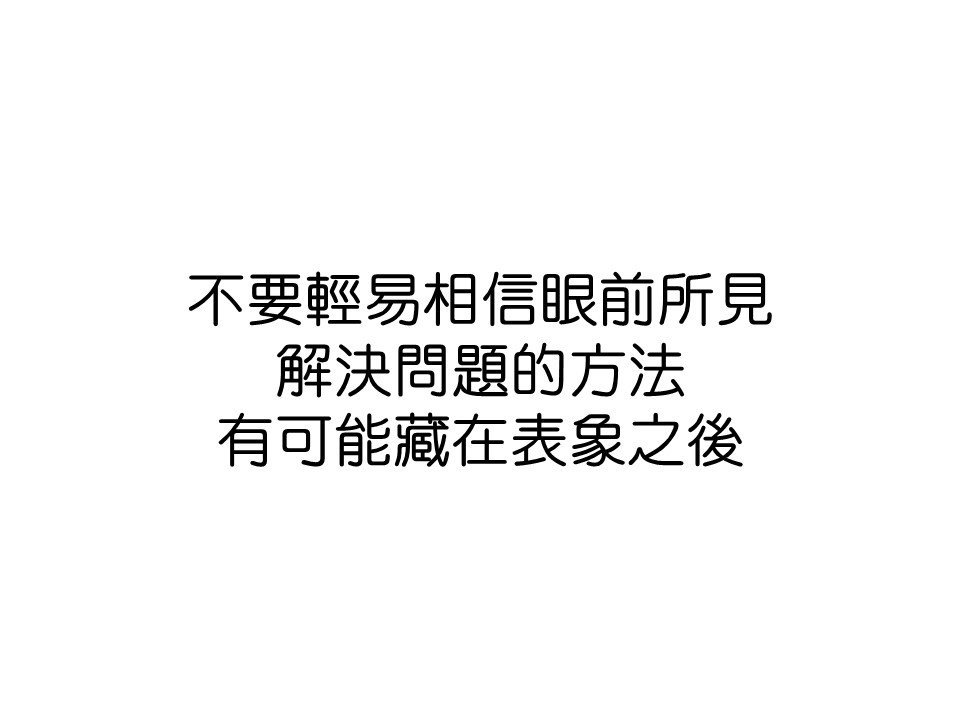 不要輕易相信眼前所見
解決問題的方法
有可能藏在表象之後